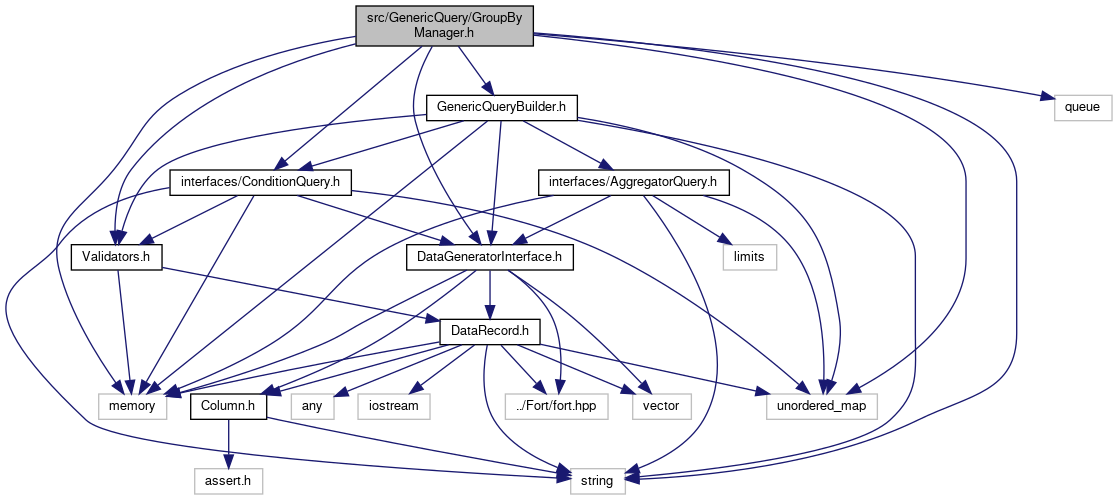 src/GenericQuery/GroupBy
Manager.h
GenericQueryBuilder.h
queue
interfaces/ConditionQuery.h
interfaces/AggregatorQuery.h
Validators.h
DataGeneratorInterface.h
limits
DataRecord.h
memory
Column.h
any
iostream
../Fort/fort.hpp
vector
unordered_map
assert.h
string